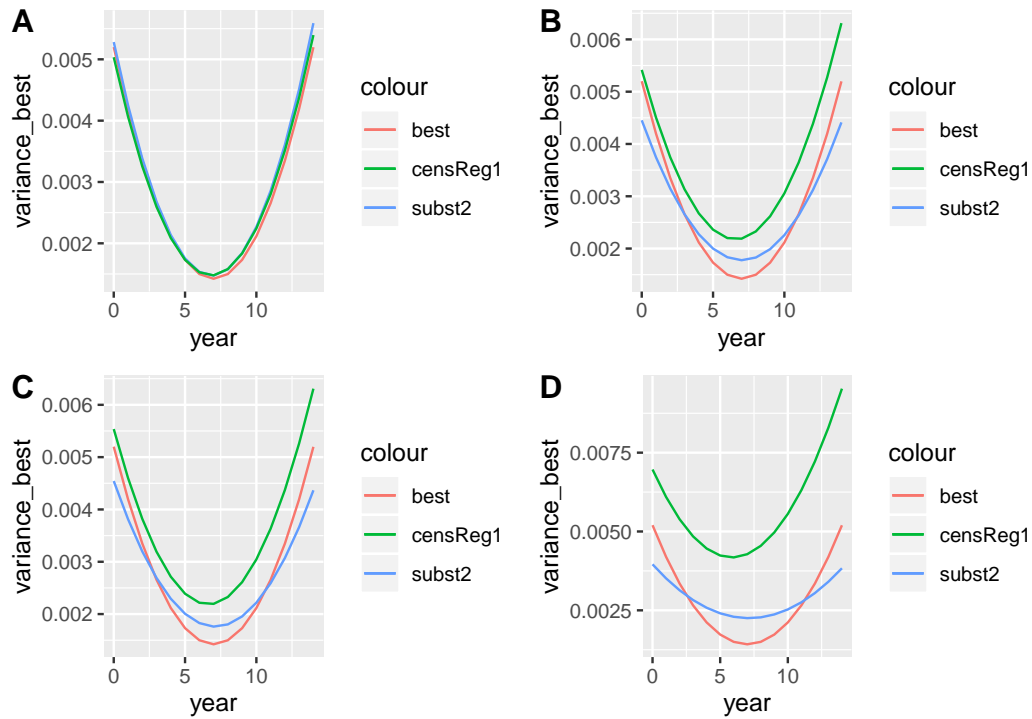 A
variance_best
0.005
0.004
0.003
0.002
0
5
10
year
colour
best
censReg1
subst2
B
variance_best
0.006
0.005
0.004
0.003
0.002
0
5
10
year
colour
best
censReg1
subst2
C
variance_best
0.006
0.005
0.004
0.003
0.002
0
5
10
year
colour
best
censReg1
subst2
D
variance_best
0.0075
0.0050
0.0025
0
5
10
year
colour
best
censReg1
subst2